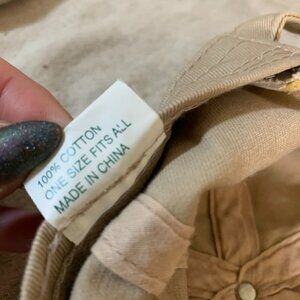 100% COTTON
ONE SIZE FITS ALL
MADE IN CHINA